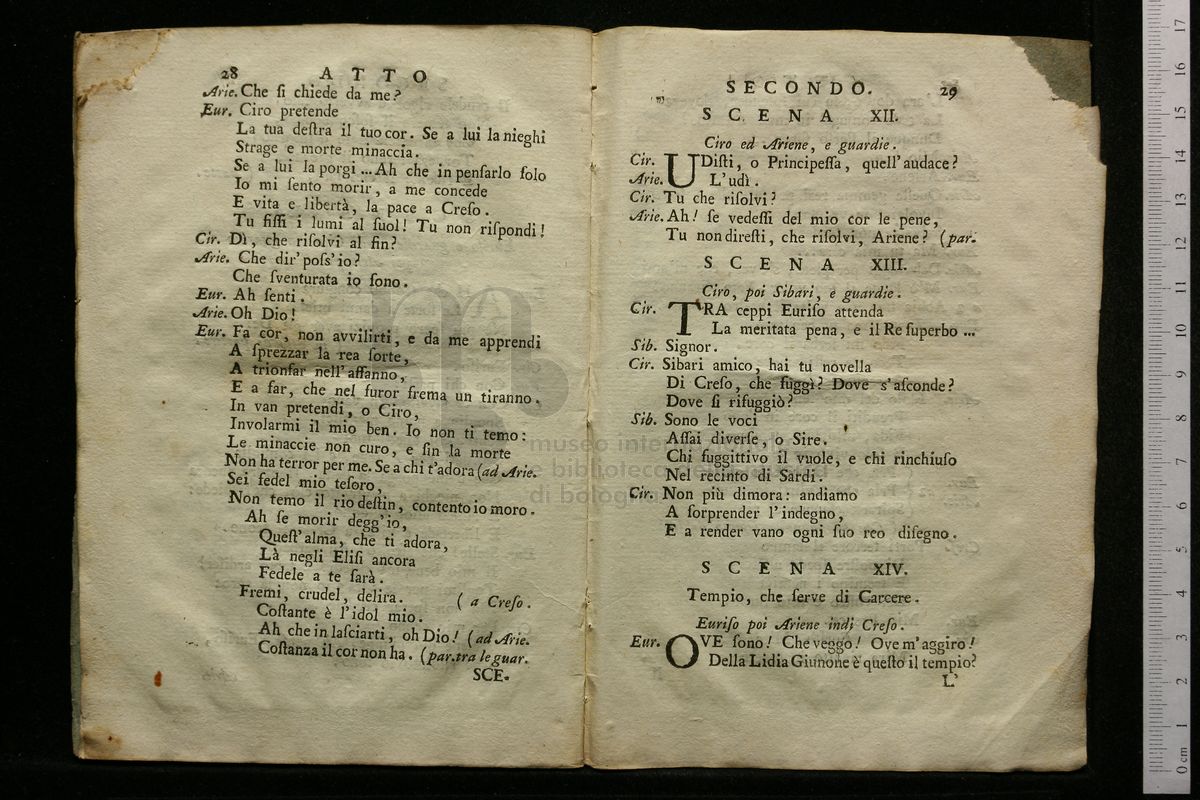 28 ATTO
Arie. Che ſi chiede da me?
Eur. Ciro pretende
La tua deſtra il tuo cor. Se a lui la nieghi
Strage e morte minaccia.
Se a lui la porgi ... Ah che in penſarlo ſolo
Io mi ſento morir, a me concede
E vita e libertà, la pace a Creſo.
Tu fiſſi i lumi al ſuol! Tu non riſpondi!
Cir. Dì, che riſolvi al fin?
Arie. Che dir' poſs'io?
Che ſventurata io ſono.
Eur. Ah ſenti.
Arie. Oh Dio!
Eur. Fa cor, non avvilirti, e da me apprendi
A ſprezzar la rea ſorte,
A trionfar nell'affanno,
E a far, che nel furor frema un tiranno.
In van pretendi, o Ciro,
Involarmi il mio ben. Io non ti temo:
Le minaccie non curo, e ſin la morte
Non ha terror per me. Se a chi t'adora (ad Arie.
Sei fedel mio teſoro,
Non temo il rio deſtin, contento io moro.
Ah ſe morir degg'io,
Queſt'alma, che ti adora,
Là negli Eliſi ancora
Fedele a te ſarà.
Fremi, crudel, delira. ( a Creſo.
Coſtante è l'idol mio.
Ah che in laſciarti, oh Dio! (ad Arie.
Coſtanza il cor non ha. (par. tra le guar.
SCE.
SECONDO. 29
SCENA XII.
Ciro ed Ariene, e guardie.
Cir. UDiſti, o Principeſſa, quell'audace?
Arie. L'udì.
Cir. Tu che riſolvi?
Arie. Ah! ſe vedeſſi del mio cor le pene,
Tu non direſti, che riſolvi, Ariene? (par.
SCENA XIII.
Ciro, poi Sibari, e guardie.
Cir. TRA ceppi Euriſo attenda
La meritata pena, e il Re ſuperbo ...
Sib. Signor.
Cir. Sibari amico, hai tu novella
Di Creſo, che fuggì? Dove s'aſconde?
Dove ſi rifuggiò?
Sib. Sono le voci
Aſſai diverſe, o Sire.
Chi fuggittivo il vuole, e chi rinchiuſo
Nel recinto di Sardi.
Cir. Non più dimora: andiamo
A ſorprender l'indegno,
E a render vano ogni ſuo reo diſegno.
SCENA XIV.
Tempio, che ſerve di Carcere.
Euriſo poi Ariene indi Creſo.
Eur. OVE ſono! Che veggo! Ove m'aggiro!
Della Lidia Giunone è queſto il tempio?
L'